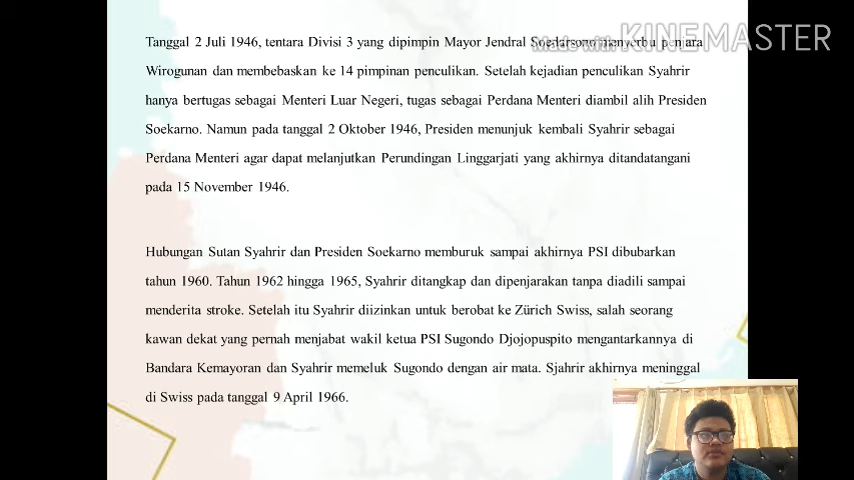 Made with KINEMASTER
Tanggal 2 Juli 1946, tentara Divisi 3 yang dipimpin Mayor Jendral Soedarsono menyerbu penjara
Wirogunan dan membebaskan ke 14 pimpinan penculikan. Setelah kejadian penculikan Syahrir
hanya bertugas sebagai Menteri Luar Negeri, tugas sebagai Perdana Menteri diambil alih Presiden
Soekarno. Namun pada tanggal 2 Oktober 1946, Presiden menunjuk kembali Syahrir sebagai
Perdana Menteri agar dapat melanjutkan Perundingan Linggarjati yang akhirnya ditandatangani
pada 15 November 1946.
Hubungan Sutan Syahrir dan Presiden Soekarno memburuk sampai akhirnya PSI dibubarkan
tahun 1960. Tahun 1962 hingga 1965, Syahrir ditangkap dan dipenjarakan tanpa diadili sampai
menderita stroke. Setelah itu Syahrir diizinkan untuk berobat ke Zürich Swiss, salah seorang
kawan dekat yang pernah menjabat wakil ketua PSI Sugondo Djojopuspito mengantarkannya di
Bandara Kemayoran dan Syahrir memeluk Sugondo dengan air mata. Sjahrir akhirnya meninggal
di Swiss pada tanggal 9 April 1966.